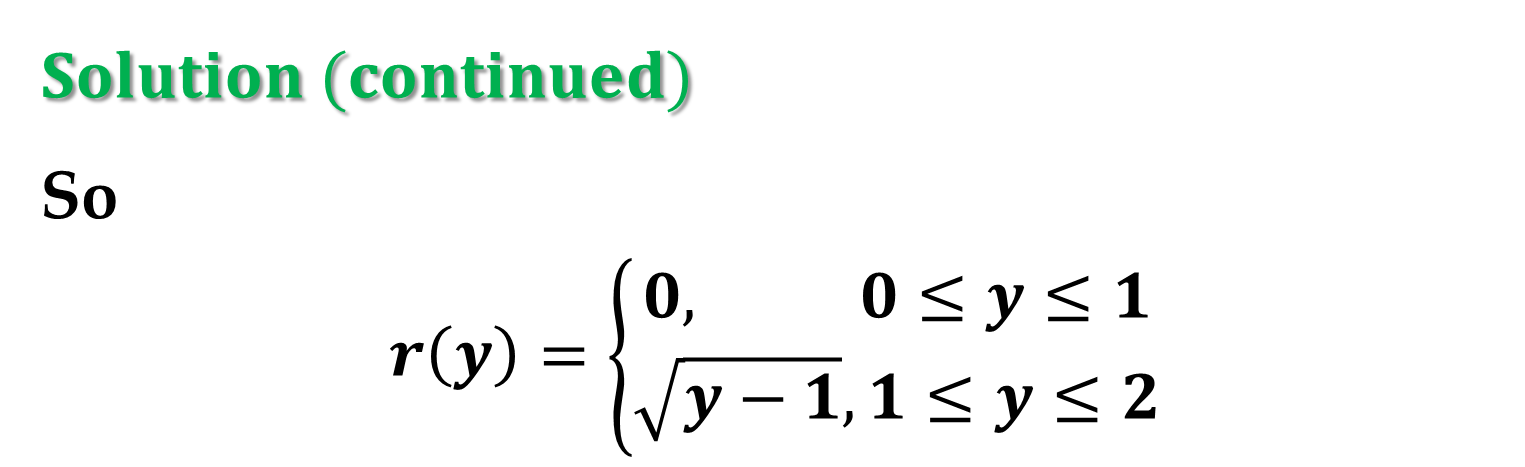 Solution (continued)
So
r(y) = { 0, 0 ≤ y ≤ 1
√(y − 1), 1 ≤ y ≤ 2